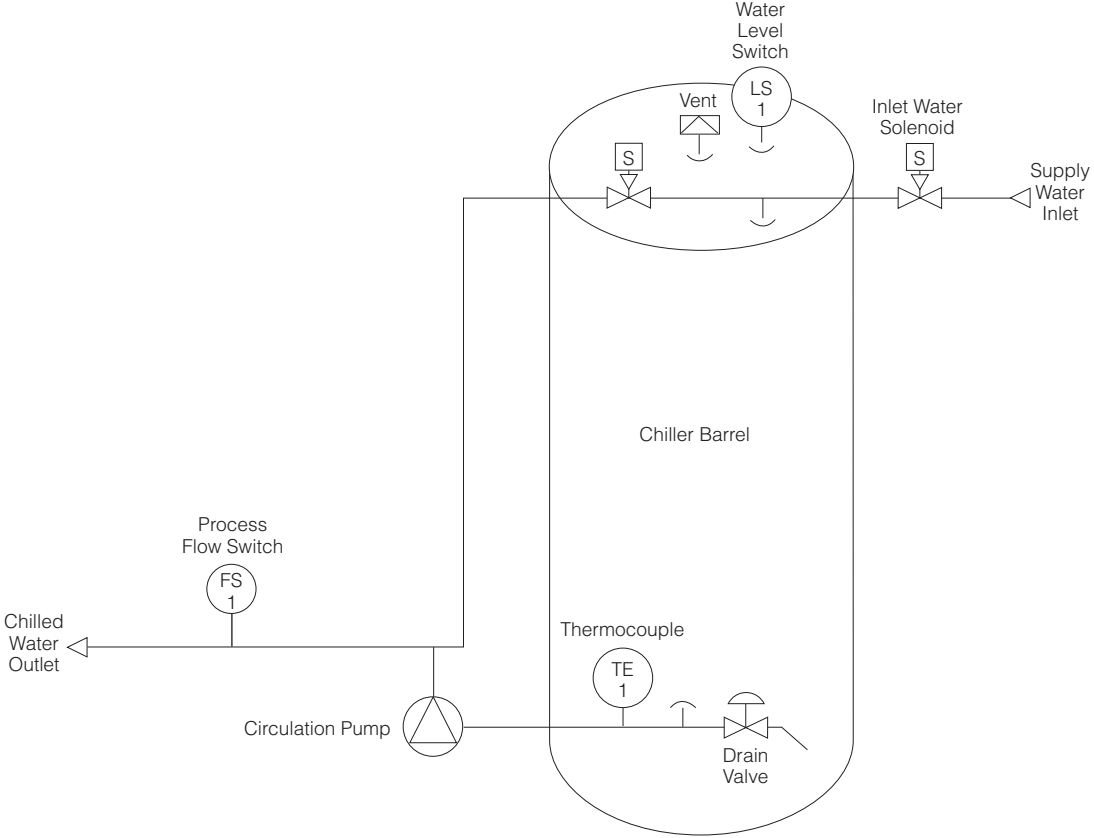 Water
Level
Switch
LS
1
Vent
Inlet Water
Solenoid
S
S
Supply
Water
Inlet
Chiller Barrel
Process
Flow Switch
FS
1
Chilled
Water
Outlet
Thermocouple
TE
1
Circulation Pump
Drain
Valve